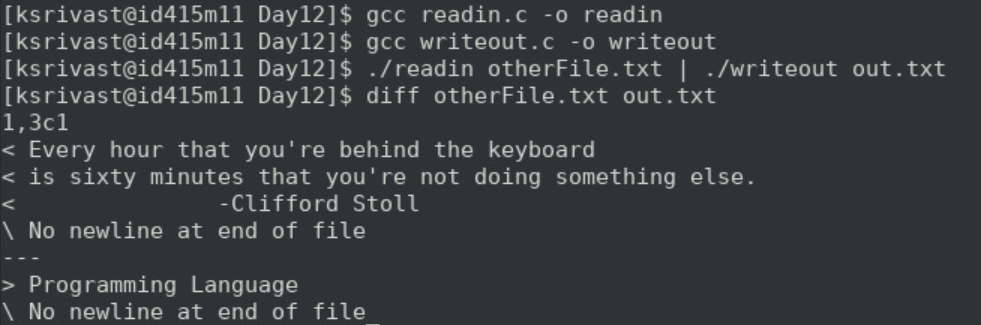 [ksrivast@id415m11 Day12]$ gcc readin.c -o readin
[ksrivast@id415m11 Day12]$ gcc writeout.c -o writeout
[ksrivast@id415m11 Day12]$ ./readin otherFile.txt | ./writeout out.txt
[ksrivast@id415m11 Day12]$ diff otherFile.txt out.txt
1,3c1
< Every hour that you're behind the keyboard
< is sixty minutes that you're not doing something else.
<               -Clifford Stoll
\ No newline at end of file
---
> Programming Language
\ No newline at end of file